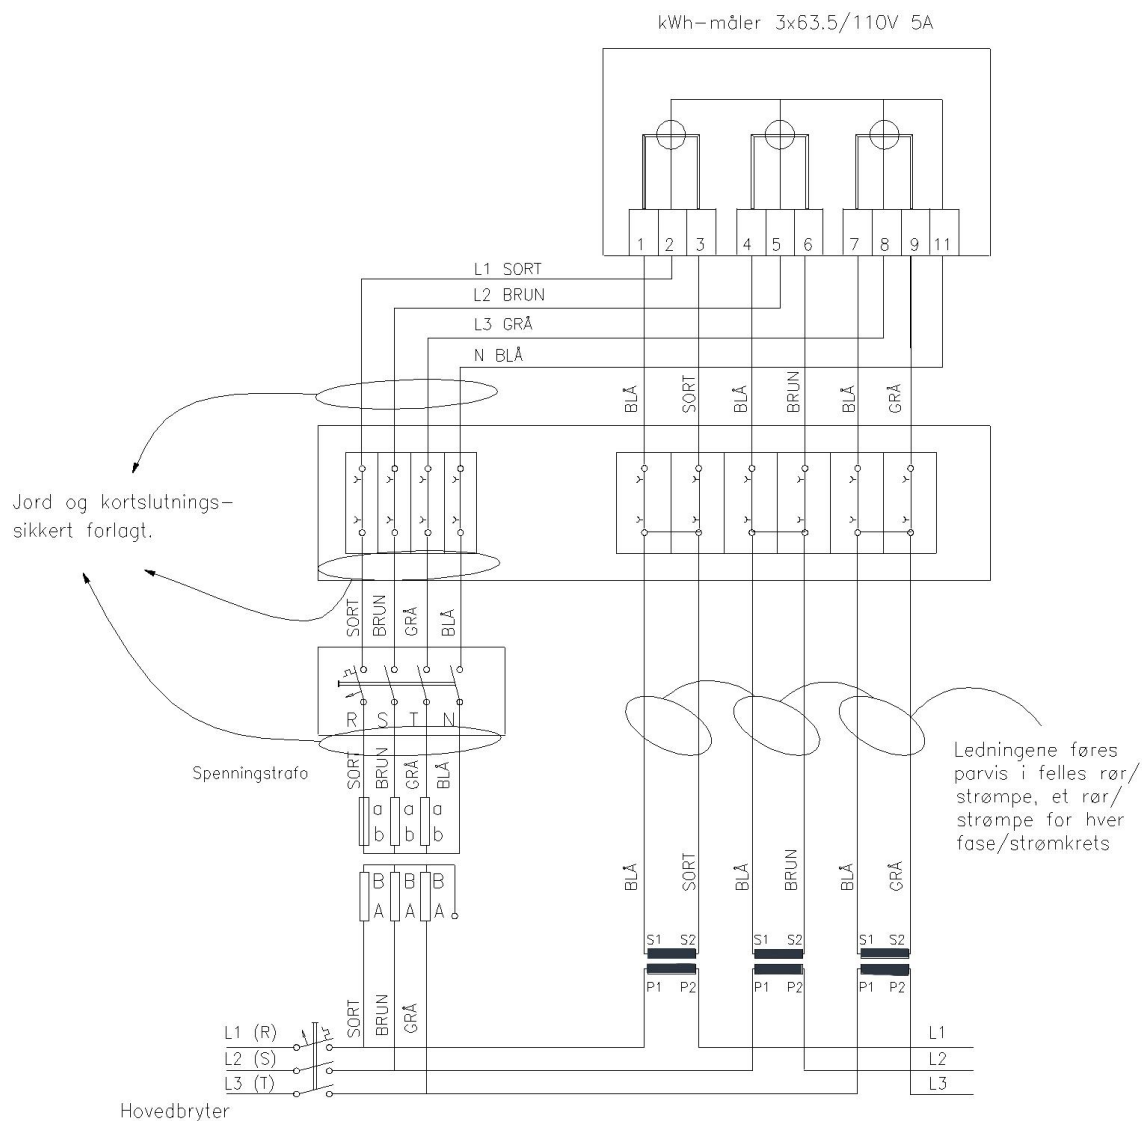 kWh-måler 3x63.5/110V 5A
1 2 3 4 5 6 7 8 9 11
L1 SORT
L2 BRUN
L3 GRÅ
N BLÅ
BLÅ SORT BLÅ BRUN BLÅ GRÅ
Y Y Y Y Y Y Y Y Y Y
Y Y Y Y Y Y Y Y Y Y
Jord og kortslutnings-
sikkert forlagt.
SORT BRUN GRÅ BLÅ
R S T N
Spenningstrafo
SORT BRUN GRÅ BLÅ
Ledningene føres
parvis i felles rør/
strømpe, et rør/
strømpe for hver
fase/strømkrets
a a a
b b b
B B B
A A A
BLÅ SORT BLÅ BRUN BLÅ GRÅ
S1 S2 S1 S2 S1 S2
P1 P2 P1 P2 P1 P2
SORT BRUN GRÅ
L1 (R) L1
L2 (S) L2
L3 (T) L3
Hovedbryter